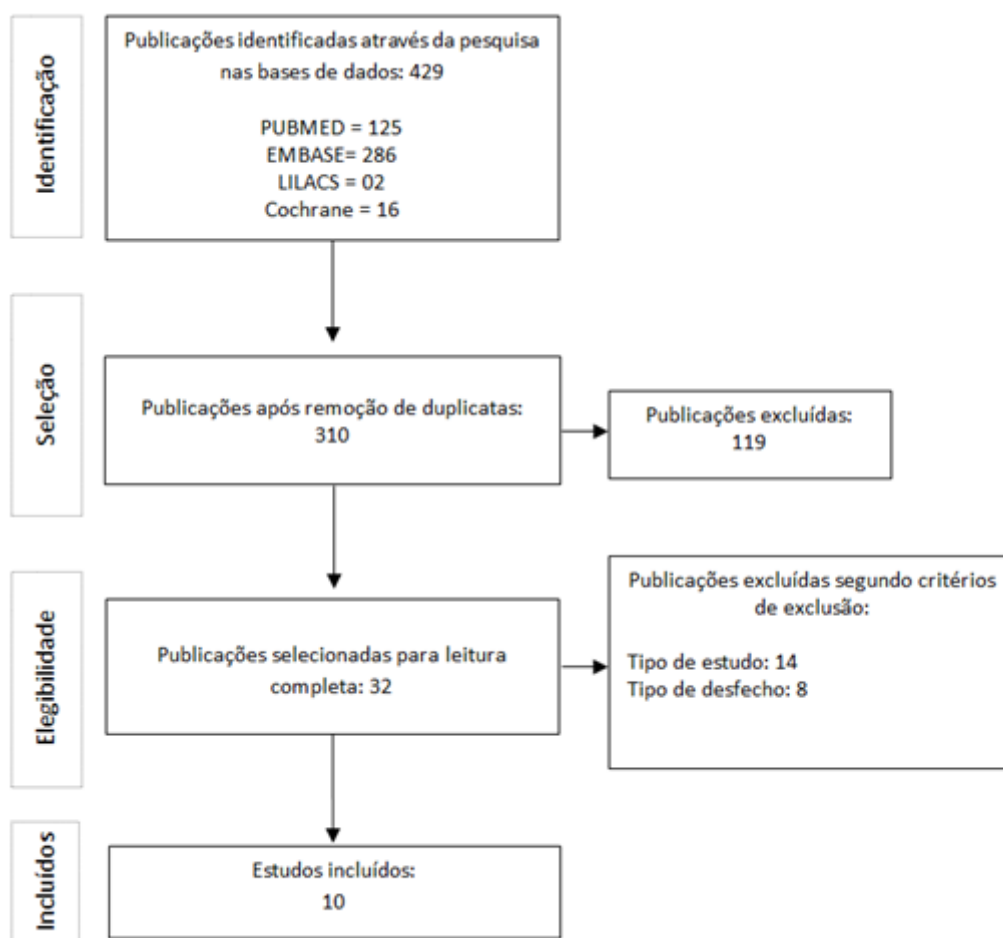 Identificação
Publicações identificadas através da pesquisa
nas bases de dados: 429
PUBMED = 125
EMBASE= 286
LILACS = 02
Cochrane = 16
Seleção
Publicações após remoção de duplicatas:
310
Publicações excluídas:
119
Elegibilidade
Publicações selecionadas para leitura
completa: 32
Publicações excluídas segundo critérios
de exclusão:
Tipo de estudo: 14
Tipo de desfecho: 8
Incluídos
Estudos incluídos:
10